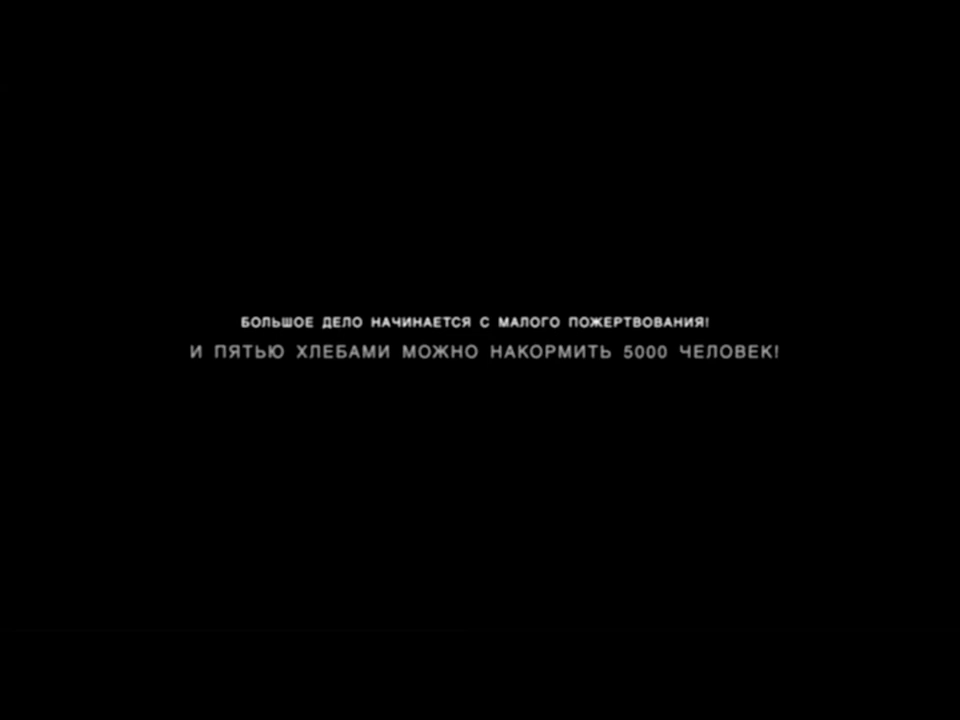 БОЛЬШОЕ ДЕЛО НАЧИНАЕТСЯ С МАЛОГО ПОЖЕРТВОВАНИЯ!
И ПЯТЬЮ ХЛЕБАМИ МОЖНО НАКОРМИТЬ 5000 ЧЕЛОВЕК!